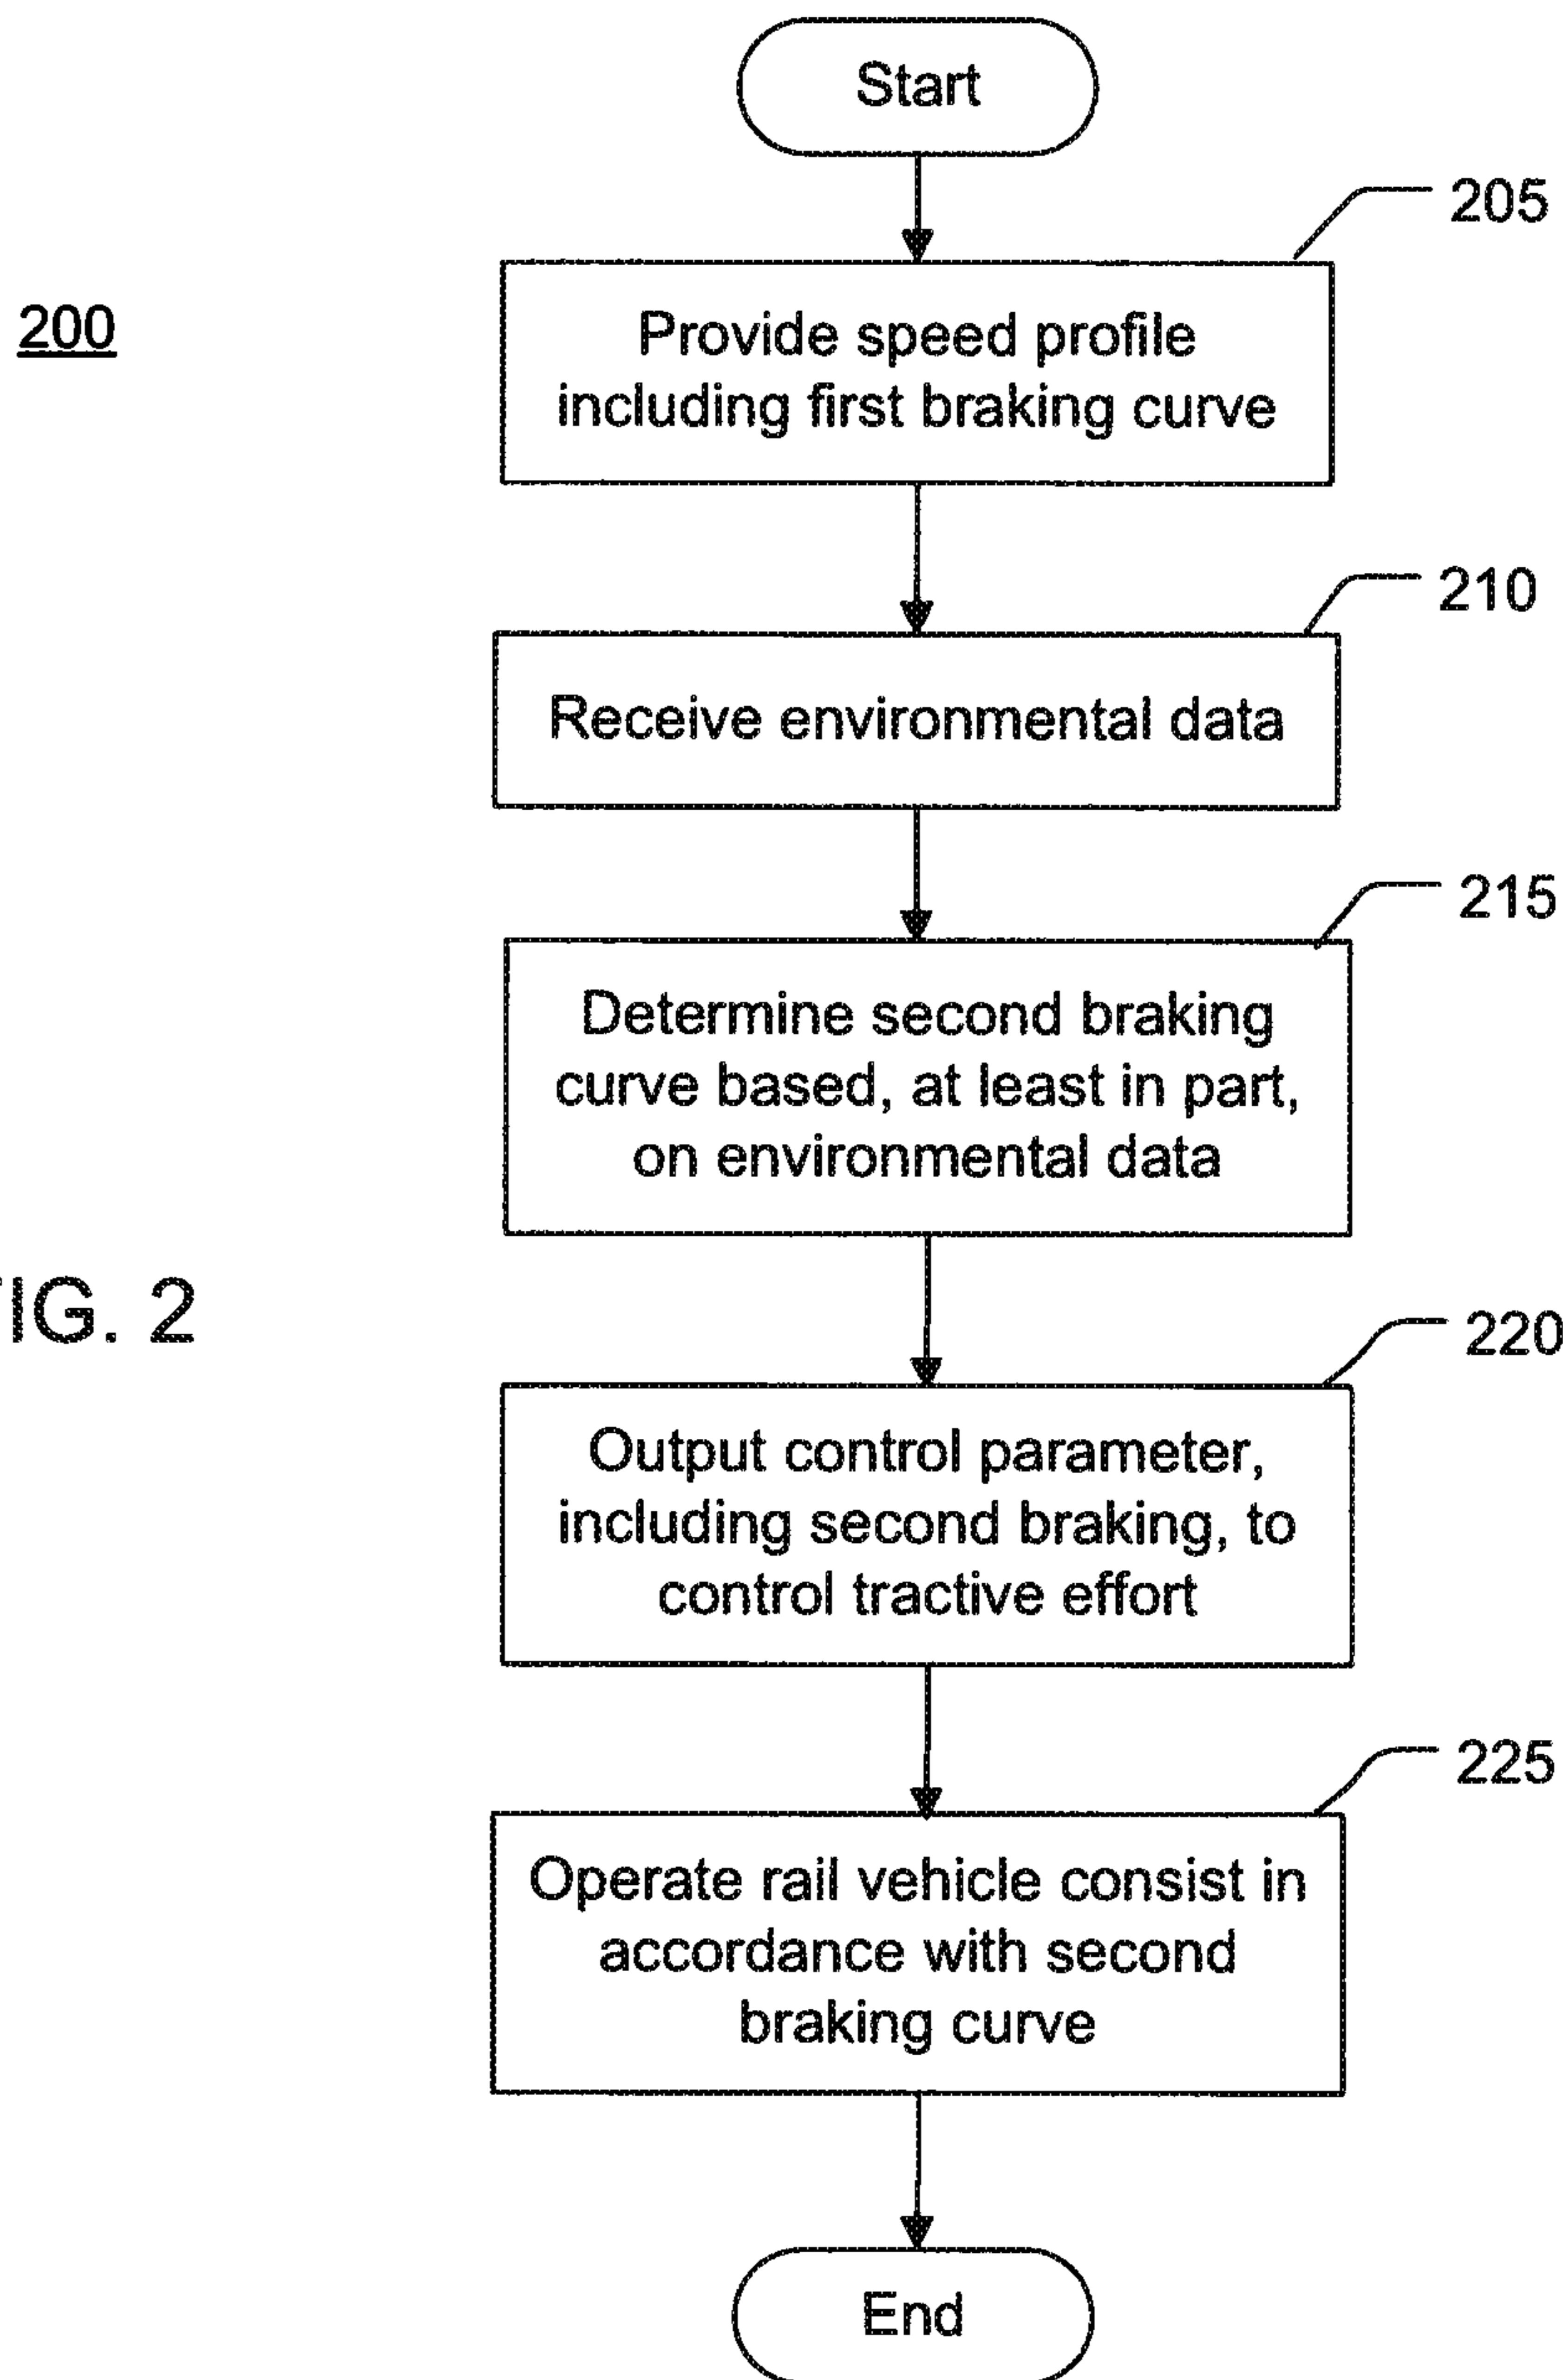 Start
205
200
Provide speed profile
including first braking curve
210
Receive environmental data
215
Determine second braking
curve based, at least in part,
on environmental data
IG. 2
220
Output control parameter,
including second braking, to
control tractive effort
225
Operate rail vehicle consist in
accordance with second
braking curve
End